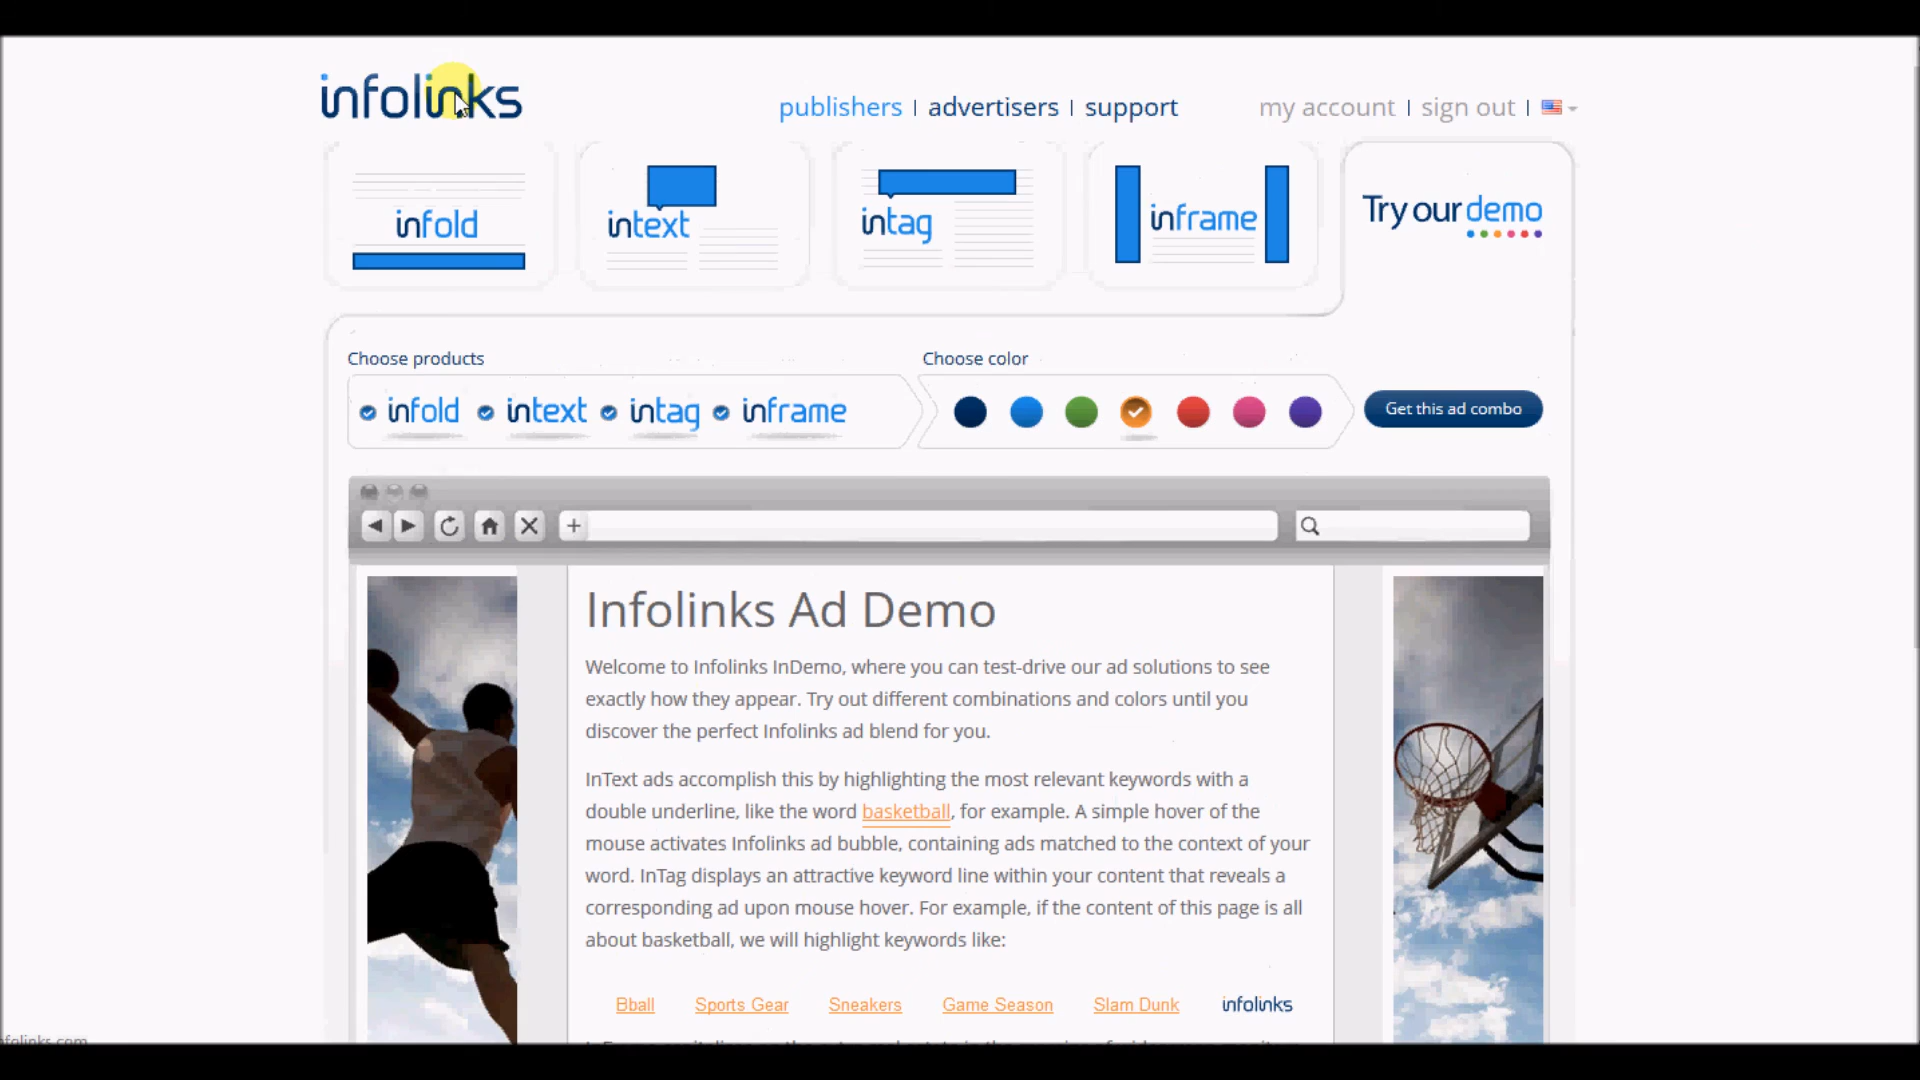 infolinks
publishers | advertisers | support
my account | sign out |
infold
intext
intag
inframe
Try our demo
Choose products
Choose color
infold intext intag inframe
Get this ad combo
Infolinks Ad Demo
Welcome to Infolinks InDemo, where you can test-drive our ad solutions to see
exactly how they appear. Try out different combinations and colors until you
discover the perfect Infolinks ad blend for you.
InText ads accomplish this by highlighting the most relevant keywords with a
double underline, like the word basketball, for example. A simple hover of the
mouse activates Infolinks ad bubble, containing ads matched to the context of your
word. InTag displays an attractive keyword line within your content that reveals a
corresponding ad upon mouse hover. For example, if the content of this page is all
about basketball, we will highlight keywords like:
Bball Sports Gear Sneakers Game Season Slam Dunk infolinks